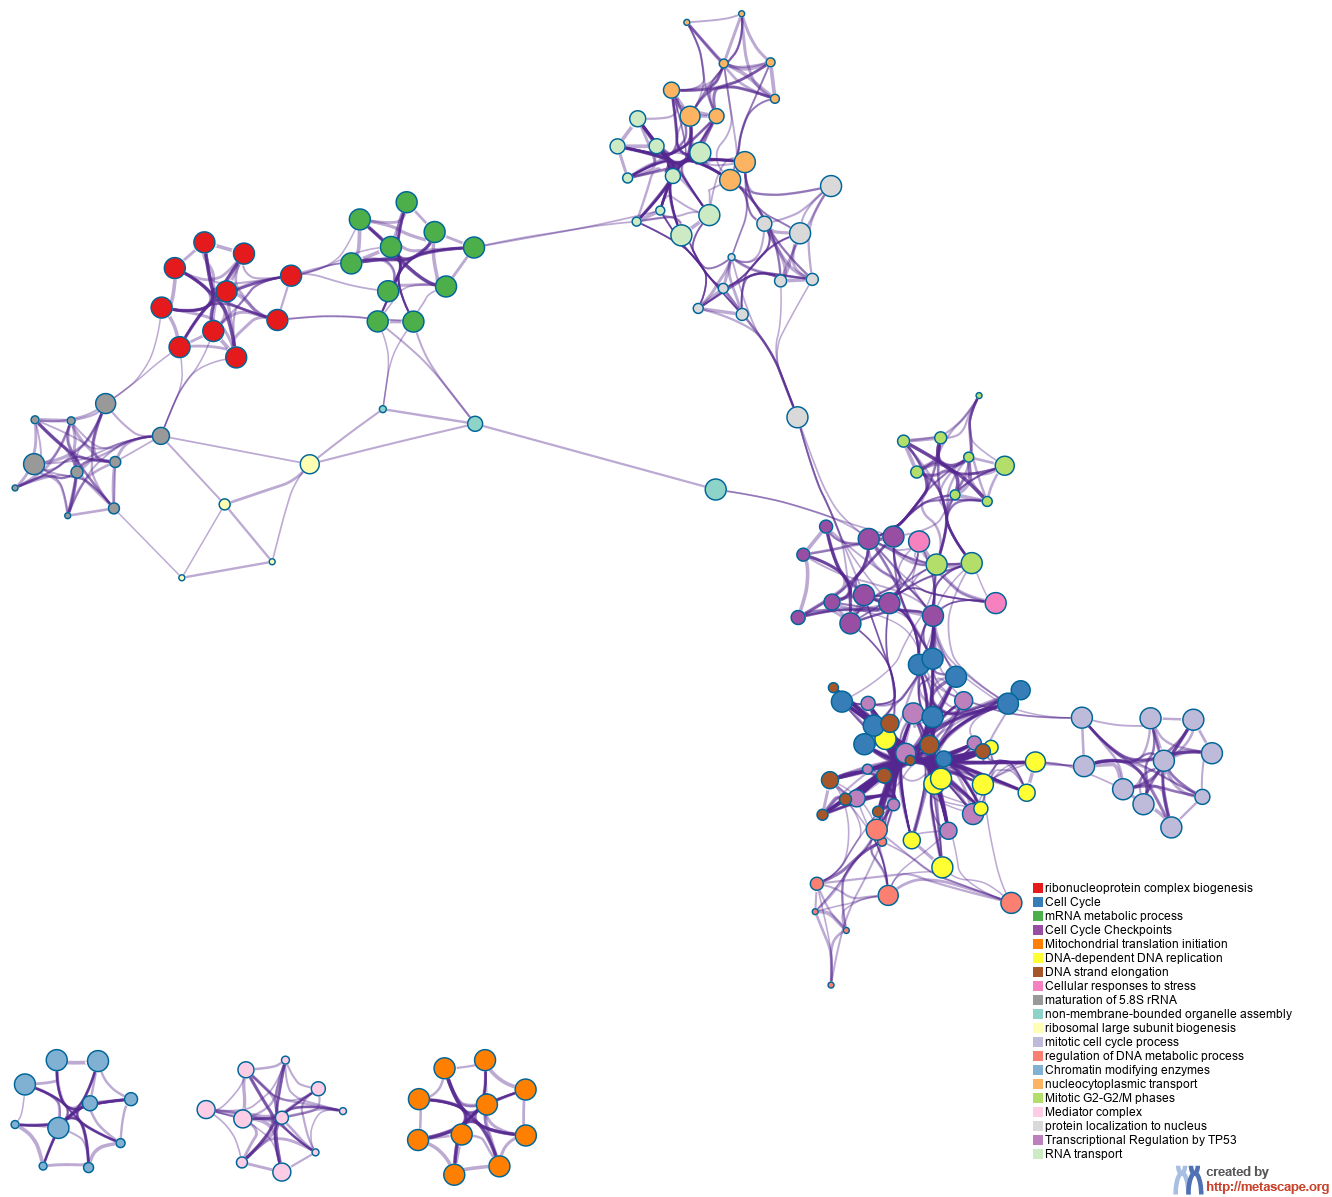 ribonucleoprotein complex biogenesis
Cell Cycle
mRNA metabolic process
Cell Cycle Checkpoints
Mitochondrial translation initiation
DNA-dependent DNA replication
DNA strand elongation
Cellular responses to stress
maturation of 5.8S rRNA
non-membrane-bounded organelle assembly
ribosomal large subunit biogenesis
mitotic cell cycle process
regulation of DNA metabolic process
Chromatin modifying enzymes
nucleocytoplasmic transport
Mitotic G2-G2/M phases
Mediator complex
protein localization to nucleus
Transcriptional Regulation by TP53
RNA transport
created by
http://metascape.org